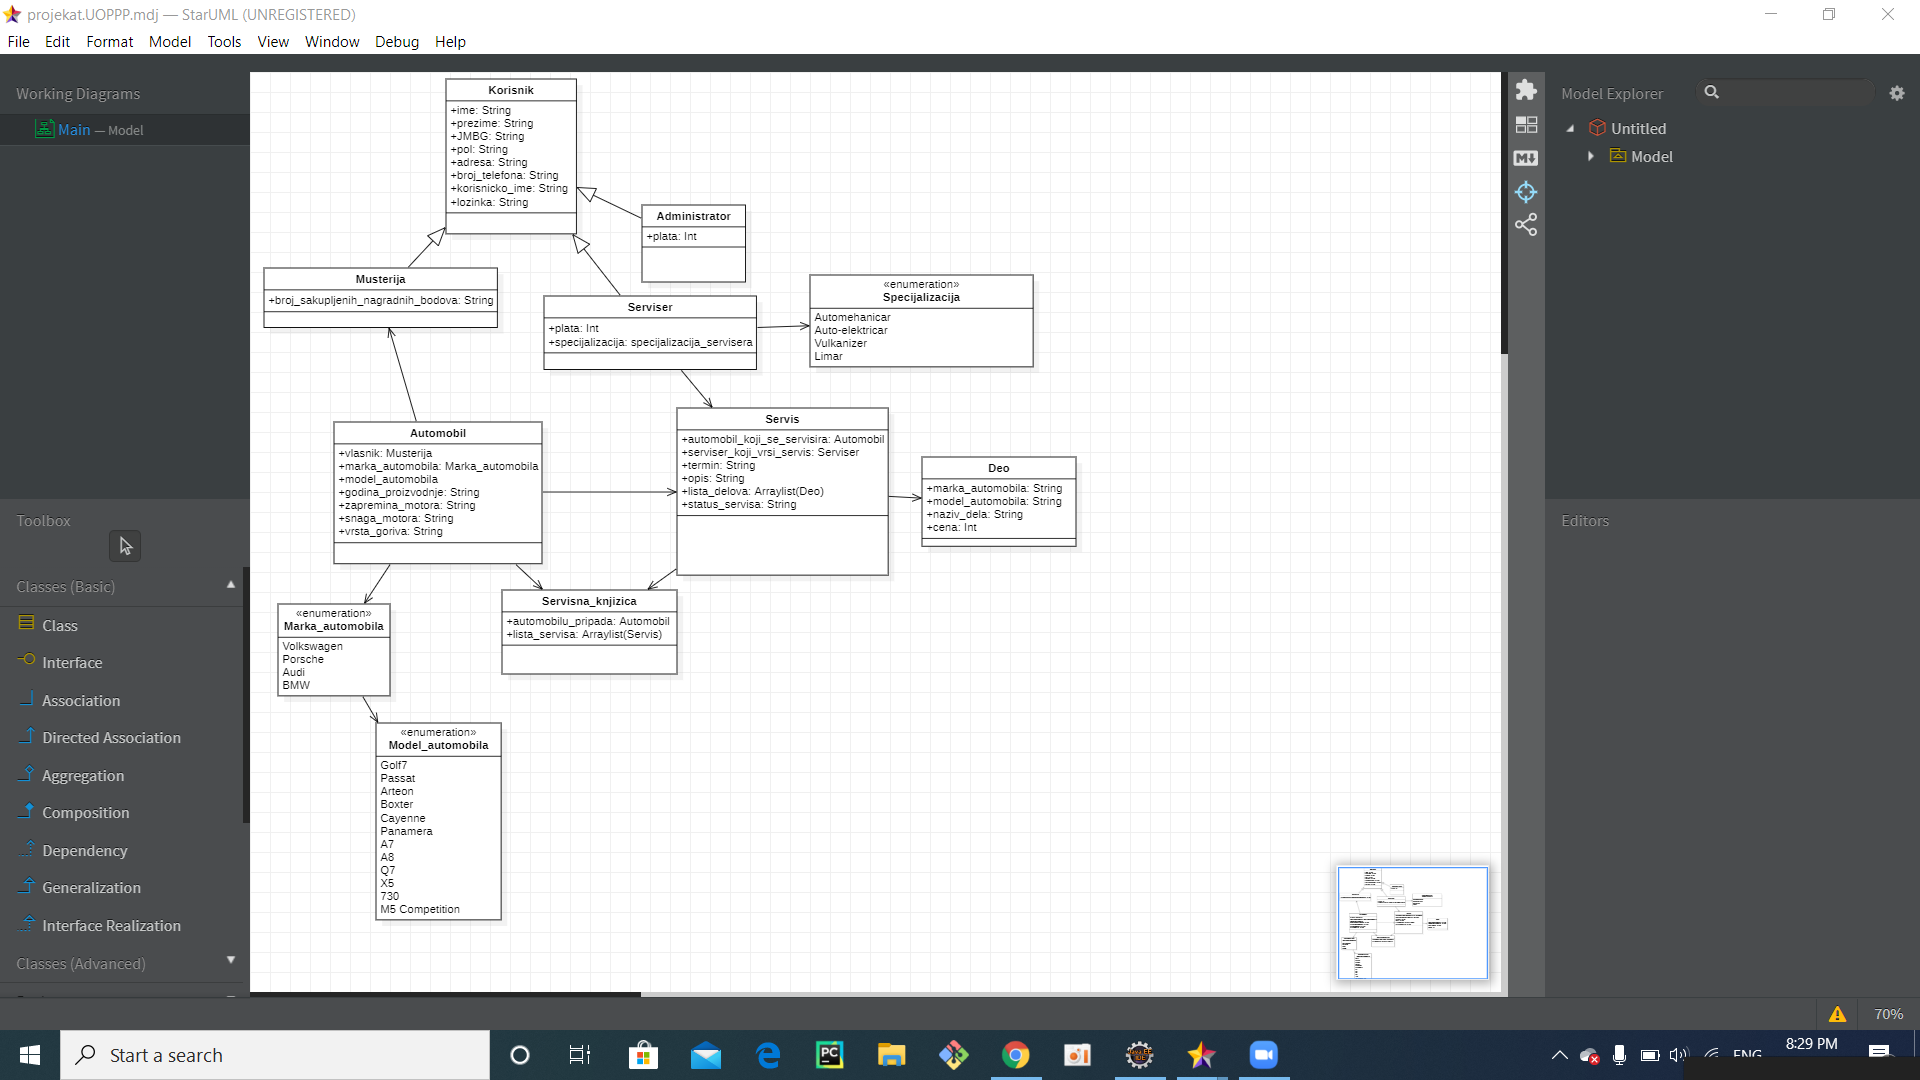 projekat.UOPPP.mdj — StarUML (UNREGISTERED)
File Edit Format Model Tools View Window Debug Help
Working Diagrams
Main — Model
Toolbox
Classes (Basic)
Class
Interface
Association
Directed Association
Aggregation
Composition
Dependency
Generalization
Interface Realization
Classes (Advanced)
Korisnik
+ime: String
+prezime: String
+JMBG: String
+pol: String
+adresa: String
+broj_telefona: String
+korisnicko_ime: String
+lozinka: String
Administrator
+plata: Int
Musterija
+broj_sakupljenih_nagradnih_bodova: String
Serviser
+plata: Int
+specijalizacija: specijalizacija_servisera
«enumeration»
Specijalizacija
Automehanicar
Auto-elektricar
Vulkanizer
Limar
Automobil
+vlasnik: Musterija
+marka_automobila: Marka_automobila
+model_automobila
+godina_proizvodnje: String
+zapremina_motora: String
+snaga_motora: String
+vrsta_goriva: String
Servis
+automobil_koji_se_servisira: Automobil
+serviser_koji_vrsi_servis: Serviser
+termin: String
+opis: String
+lista_delova: Arraylist(Deo)
+status_servisa: String
Deo
+marka_automobila: String
+model_automobila: String
+naziv_dela: String
+cena: Int
«enumeration»
Marka_automobila
Volkswagen
Porsche
Audi
BMW
Servisna_knjizica
+automobilu_pripada: Automobil
+lista_servisa: Arraylist(Servis)
«enumeration»
Model_automobila
Golf7
Passat
Arteon
Boxter
Cayenne
Panamera
A7
A8
Q7
X5
730
M5 Competition
Model Explorer
Untitled
Model
Editors
70%
Start a search
ENG
8:29 PM